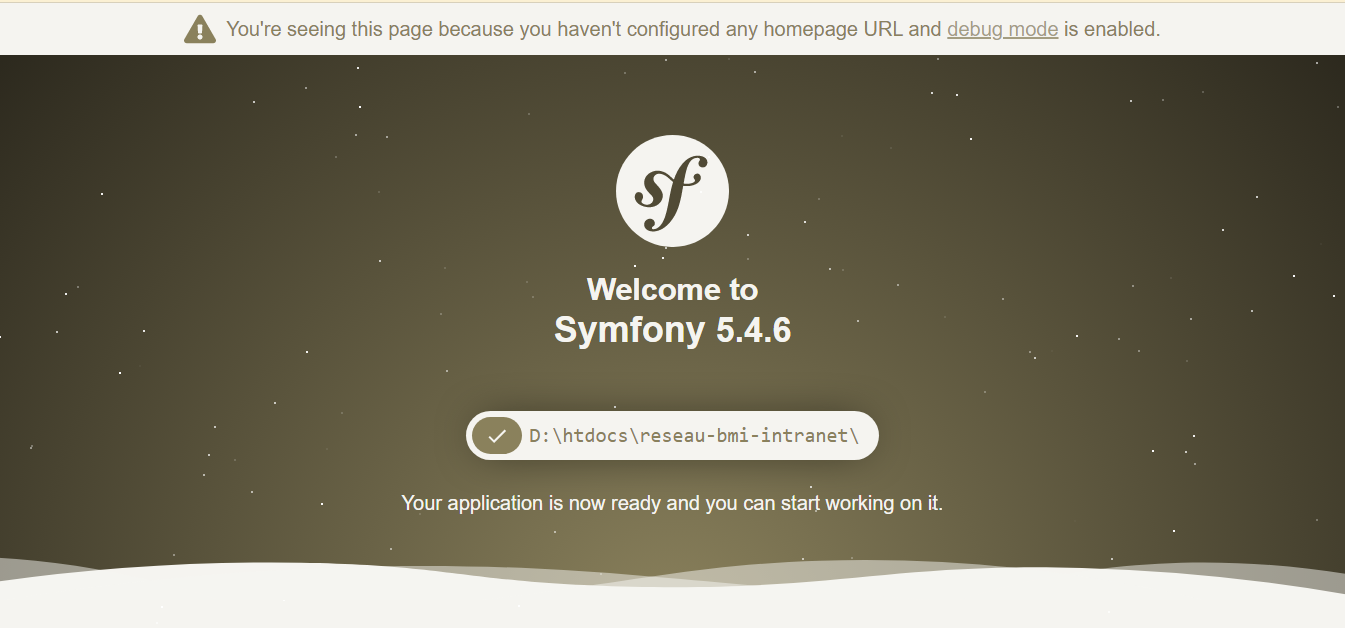 You're seeing this page because you haven't configured any homepage URL and debug mode is enabled.
sf
Welcome to
Symfony 5.4.6
D:\htdocs\reseau-bmi-intranet\
Your application is now ready and you can start working on it.